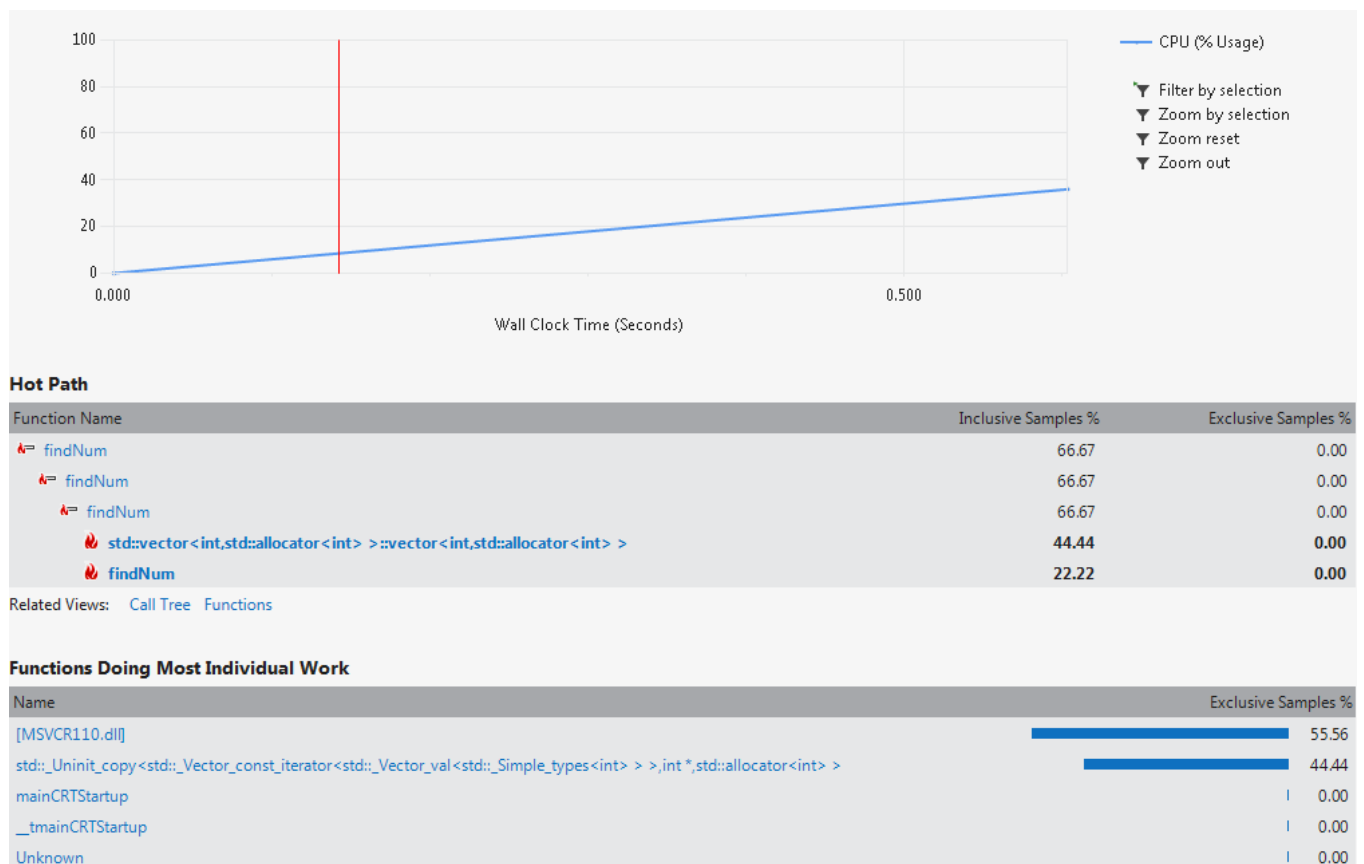 100
CPU (% Usage)
80
Filter by selection
Zoom by selection
60
Zoom reset
Zoom out
40
20
0
0.000 0.500
Wall Clock Time (Seconds)
Hot Path
Function Name Inclusive Samples % Exclusive Samples %
findNum 66.67 0.00
findNum 66.67 0.00
findNum 66.67 0.00
std::vector<int,std::allocator<int> >::vector<int,std::allocator<int> > 44.44 0.00
findNum 22.22 0.00
Related Views: Call Tree Functions
Functions Doing Most Individual Work
Name Exclusive Samples %
[MSVCR110.dll] 55.56
std::_Uninit_copy<std::_Vector_const_iterator<std::_Vector_val<std::_Simple_types<int> > >,int *,std::allocator<int> > 44.44
mainCRTStartup 0.00
__tmainCRTStartup 0.00
Unknown 0.00